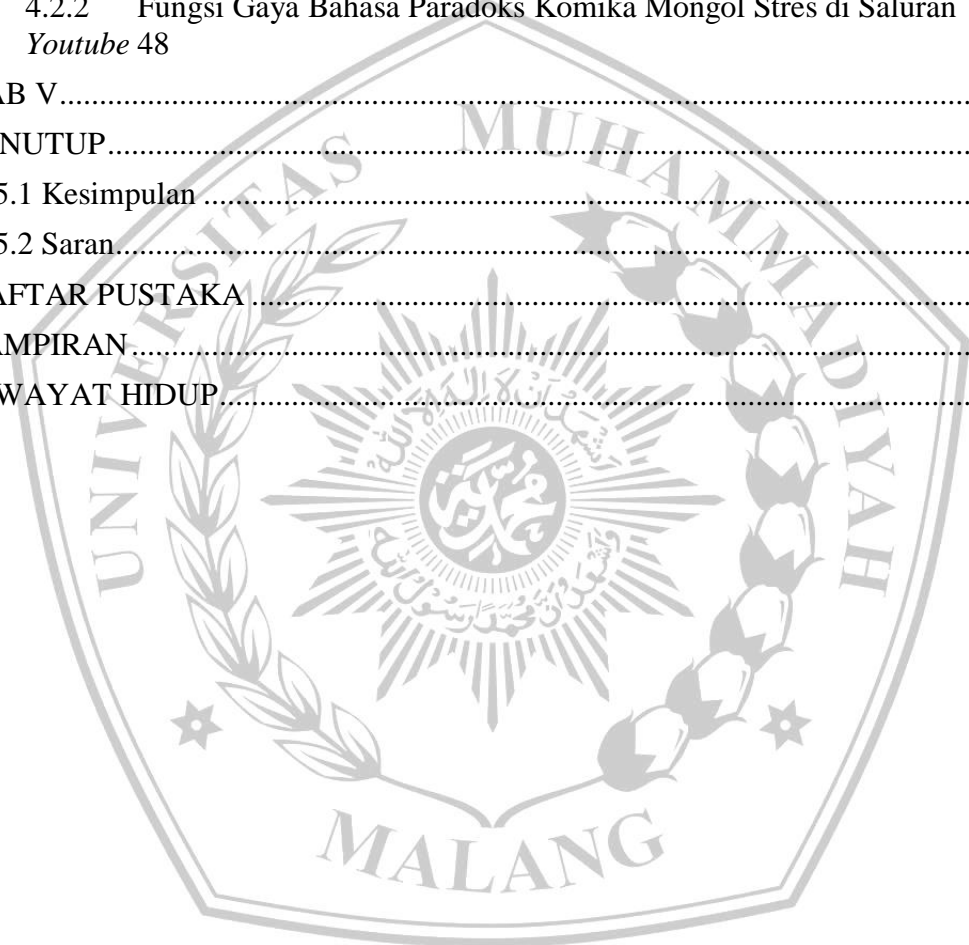 4.2.2 Fungsi Gaya Bahasa Paradoks Komika Mongol Stres di Saluran
Youtube 48
AB V
NUTUP
5.1 Kesimpulan
5.2 Saran
AFTAR PUSTAKA
AMPIRAN
WAYAT HIDUP
UNIVERSITAS MUHAMMADIYAH
MALANG